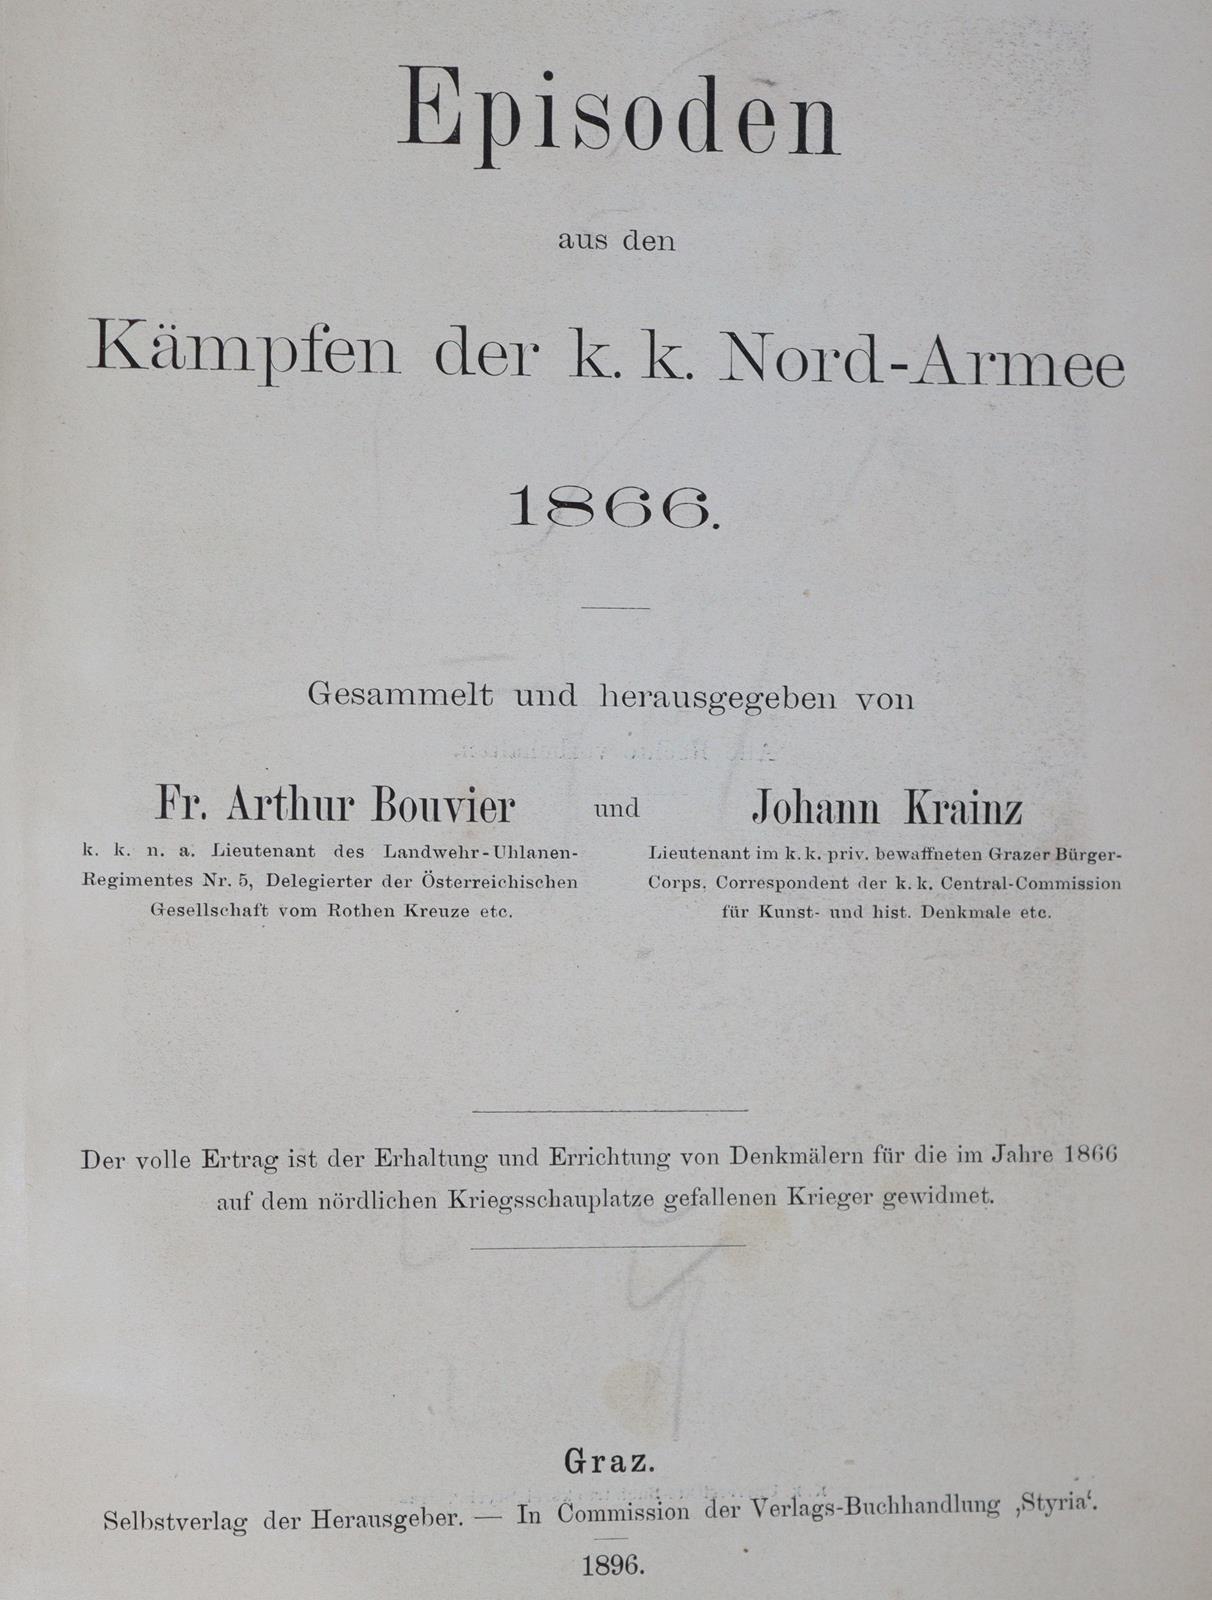 Episoden
aus den
Kämpfen der k. k. Nord-Armee
1866.
Gesammelt und herausgegeben von
Fr. Arthur Bouvier und Johann Krainz
k. k. n. a. Lieutenant des Landwehr-Uhlanen-
Regimentes Nr. 5, Delegierter der Österreichischen
Gesellschaft vom Rothen Kreuze etc.
Lieutenant im k. k. priv. bewaffneten Grazer Bürger-
Corps, Correspondent der k. k. Central-Commission
für Kunst- und hist. Denkmale etc.
Der volle Ertrag ist der Erhaltung und Errichtung von Denkmälern für die im Jahre 1866
auf dem nördlichen Kriegsschauplatze gefallenen Krieger gewidmet.
Graz.
Selbstverlag der Herausgeber. — In Commission der Verlags-Buchhandlung ‚Styria‘.
1896.